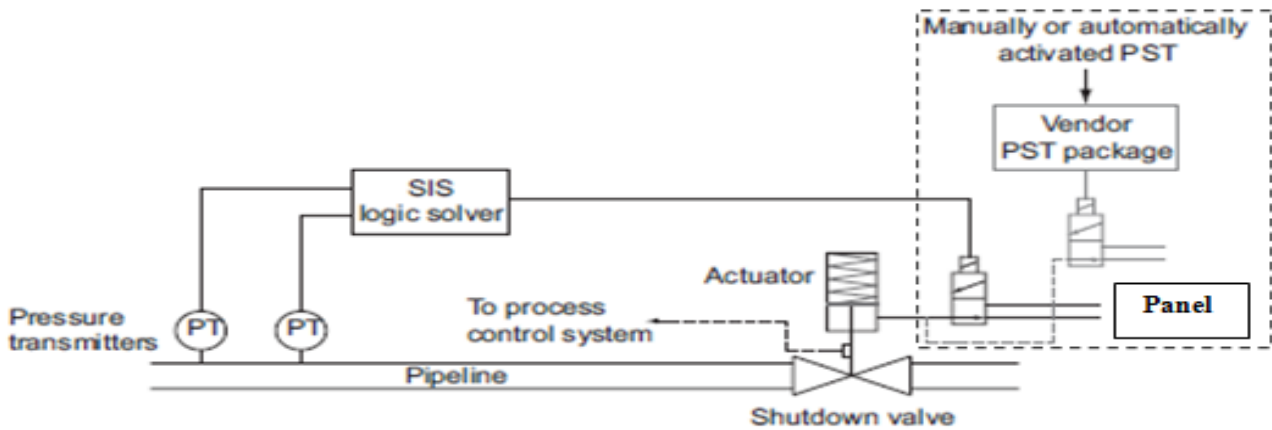 Manually or automatically
activated PST
Vendor
PST package
SIS
logic solver
Actuator
Panel
To process
control system
Pressure
transmitters
PT
PT
Pipeline
Shutdown valve